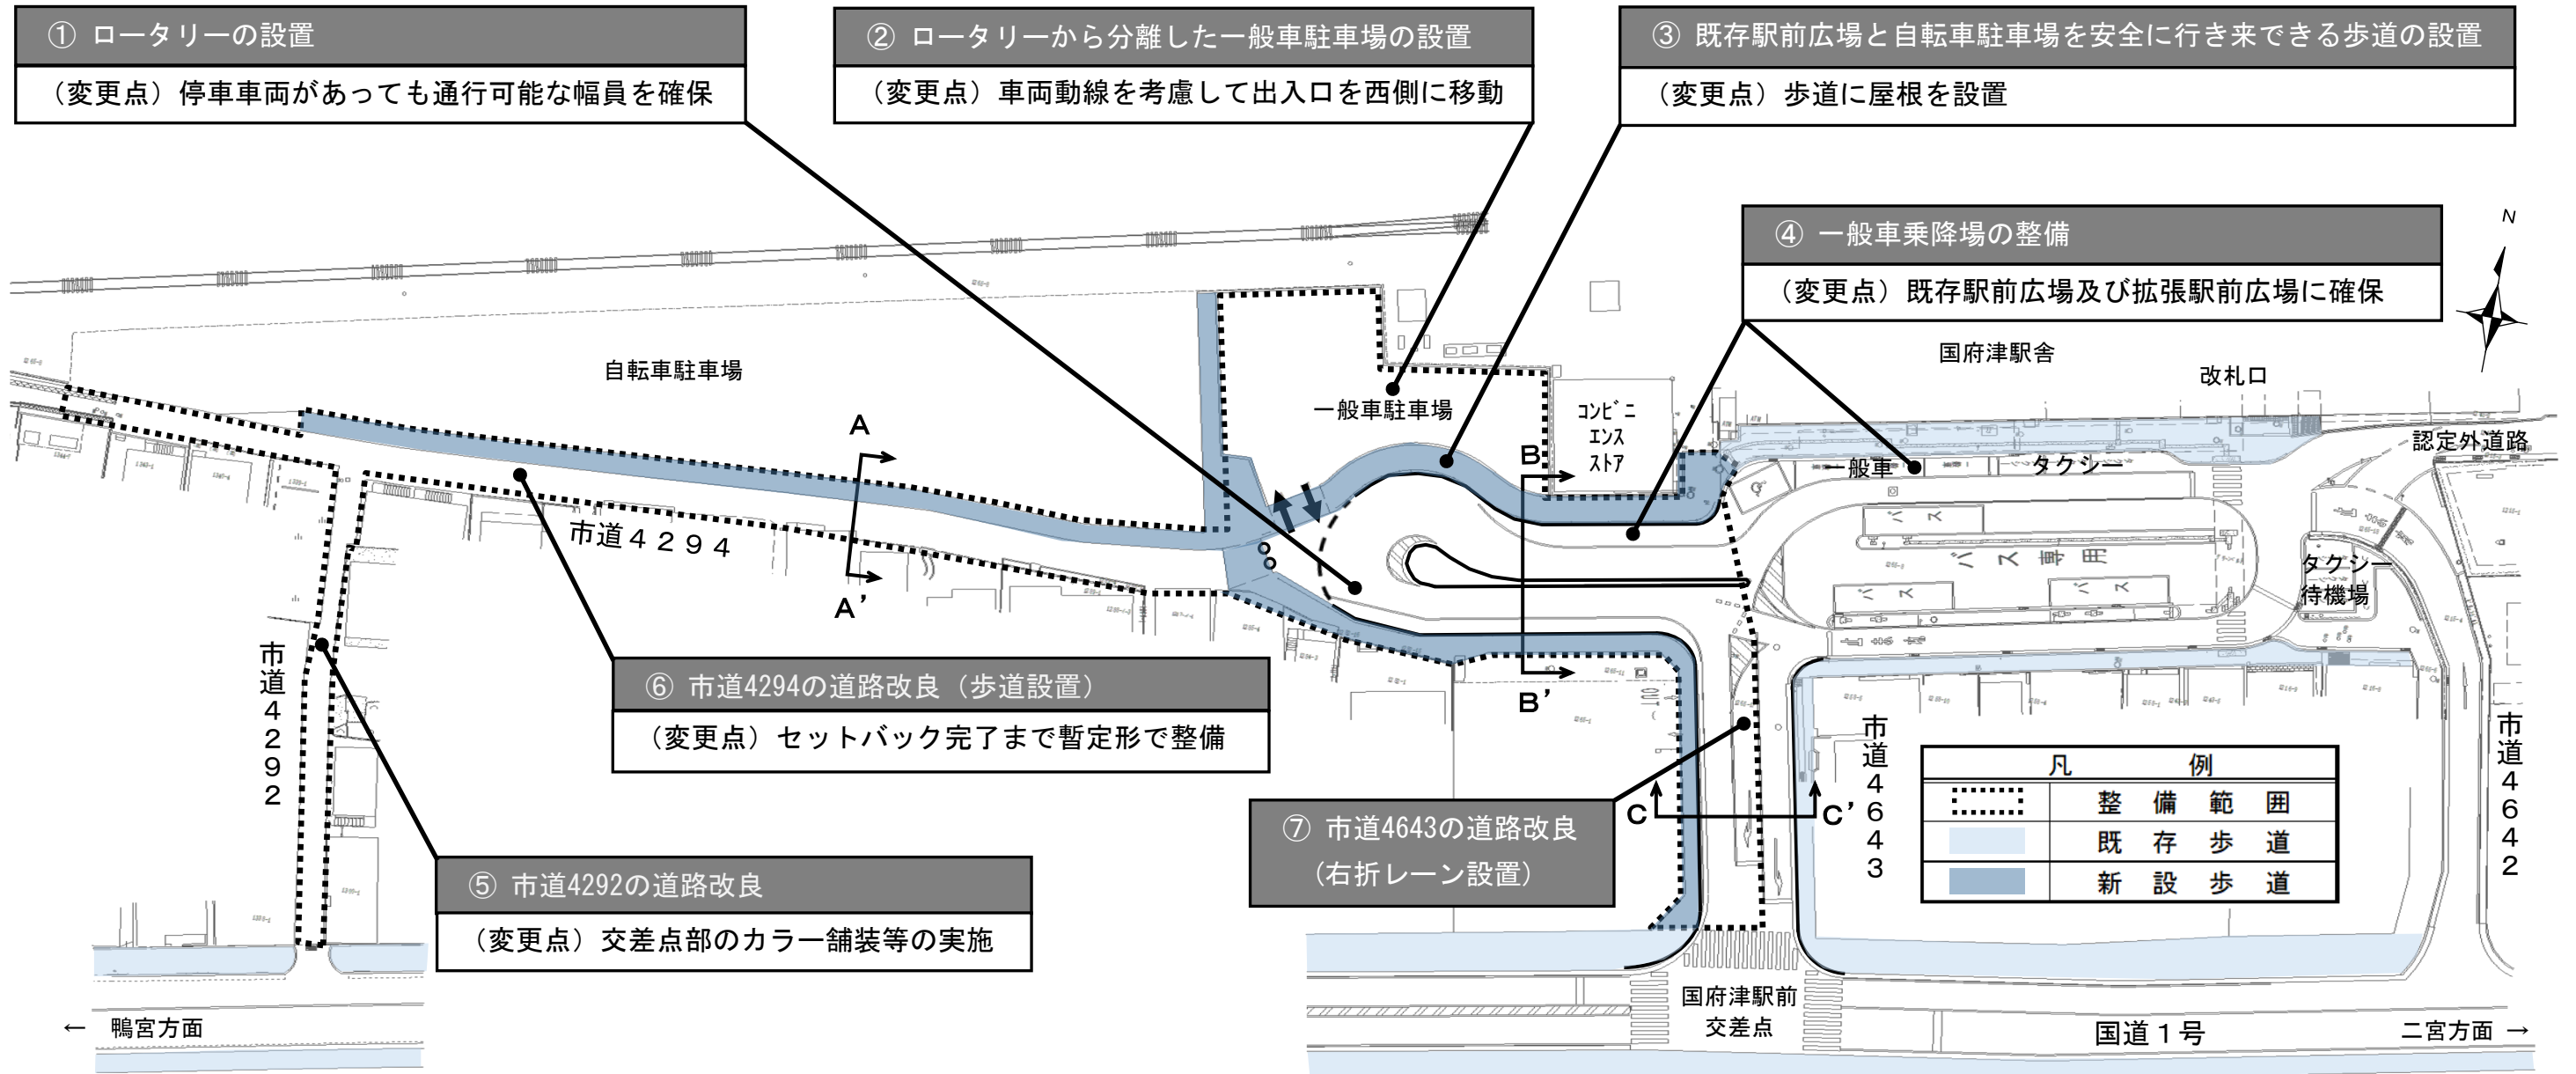 ① ロータリーの設置
（変更点）停車車両があっても通行可能な幅員を確保
② ロータリーから分離した一般車駐車場の設置
（変更点）車両動線を考慮して出入口を西側に移動
③ 既存駅前広場と自転車駐車場を安全に行き来できる歩道の設置
（変更点）歩道に屋根を設置
④ 一般車乗降場の整備
（変更点）既存駅前広場及び拡張駅前広場に確保
N
国府津駅舎
改札口
自転車駐車場
一般車駐車場
コンビニ
エンス
ストア
一般車
タクシー
認定外道路
バス
バス
バス専用
バス
バス
タクシー
待機場
A
A’
B
B’
市道４２９４
市道４２９２
⑥ 市道4294の道路改良（歩道設置）
（変更点）セットバック完了まで暫定形で整備
⑤ 市道4292の道路改良
（変更点）交差点部のカラー舗装等の実施
⑦ 市道4643の道路改良
（右折レーン設置）
C
C’
市道４６４３
市道４６４２
凡 例
整 備 範 囲
既 存 歩 道
新 設 歩 道
国府津駅前
交差点
国道１号
← 鴨宮方面
二宮方面 →